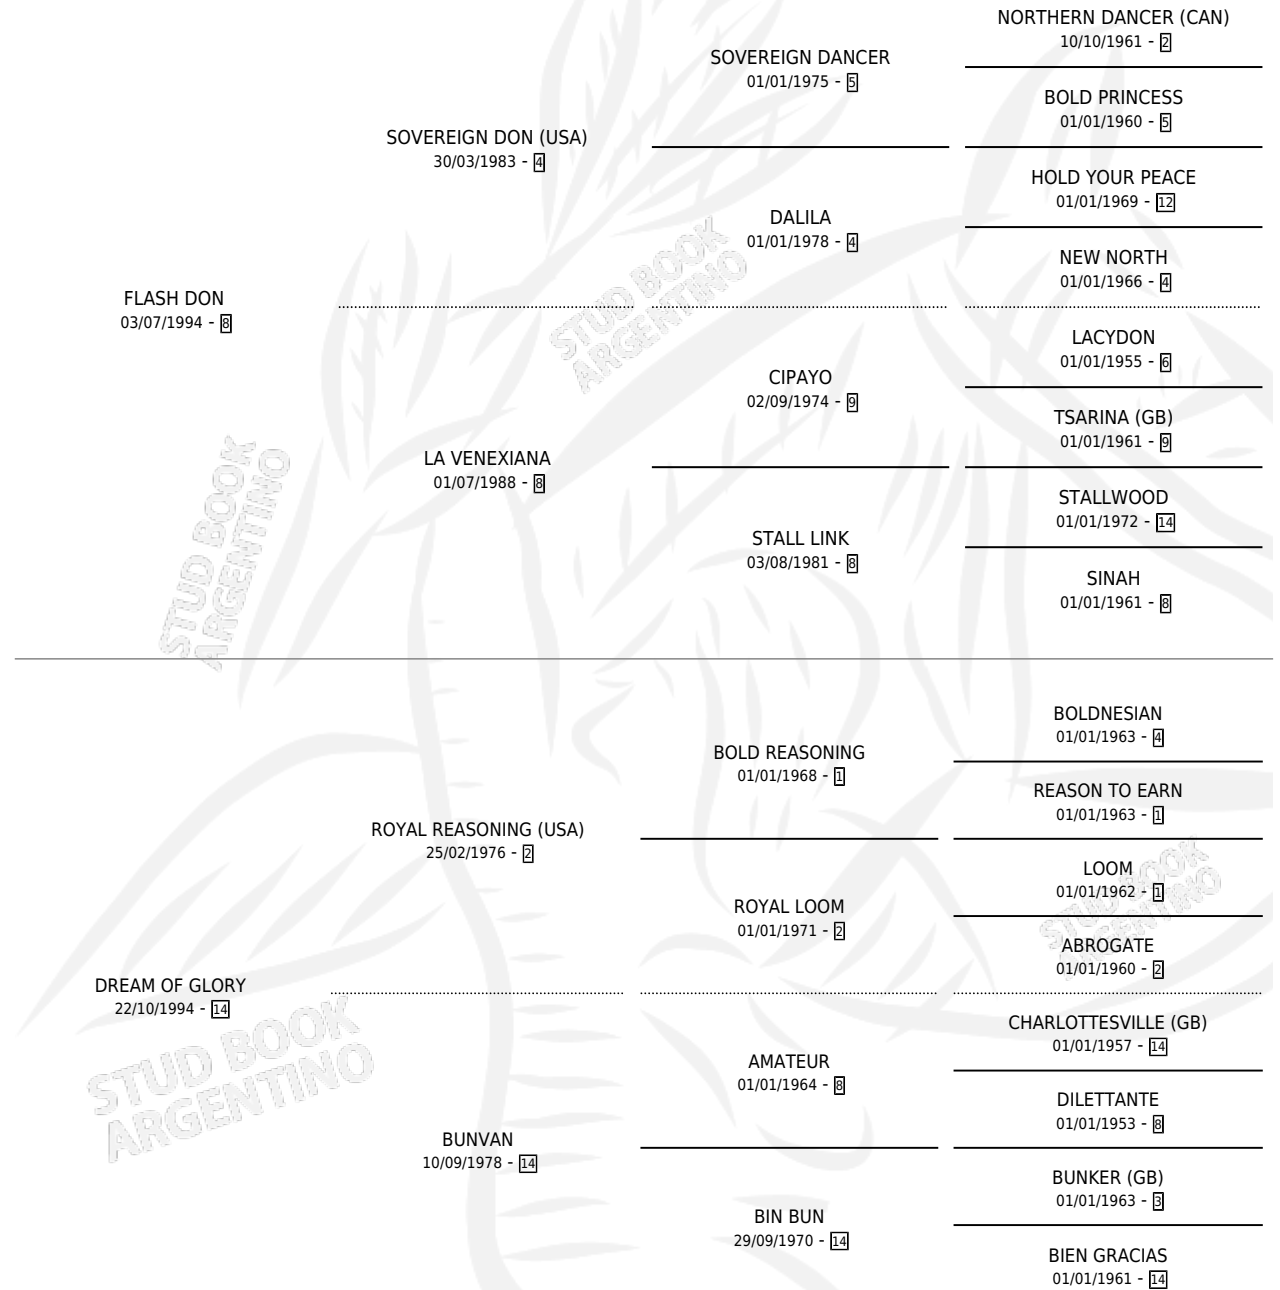 NORTHERN DANCER (CAN)
10/10/1961 - 2
SOVEREIGN DANCER
01/01/1975 - 5
BOLD PRINCESS
01/01/1960 - 5
SOVEREIGN DON (USA)
30/03/1983 - 4
HOLD YOUR PEACE
01/01/1969 - 12
DALILA
01/01/1978 - 4
NEW NORTH
01/01/1966 - 4
FLASH DON
03/07/1994 - 8
LACYDON
01/01/1955 - 6
CIPAYO
02/09/1974 - 9
TSARINA (GB)
01/01/1961 - 9
LA VENEXIANA
01/07/1988 - 8
STALLWOOD
01/01/1972 - 14
STALL LINK
03/08/1981 - 8
SINAH
01/01/1961 - 8
BOLDNESIAN
01/01/1963 - 4
BOLD REASONING
01/01/1968 - 1
REASON TO EARN
01/01/1963 - 1
ROYAL REASONING (USA)
25/02/1976 - 2
LOOM
01/01/1962 - 1
ROYAL LOOM
01/01/1971 - 2
ABROGATE
01/01/1960 - 2
DREAM OF GLORY
22/10/1994 - 14
CHARLOTTESVILLE (GB)
01/01/1957 - 14
AMATEUR
01/01/1964 - 8
DILETTANTE
01/01/1953 - 8
BUNVAN
10/09/1978 - 14
BUNKER (GB)
01/01/1963 - 3
BIN BUN
29/09/1970 - 14
BIEN GRACIAS
01/01/1961 - 14
STUD BOOK
ARGENTINO
STUD BOOK
ARGENTINO
STUD BOOK
ARGENTINO
STUD BOOK
ARGENTINO